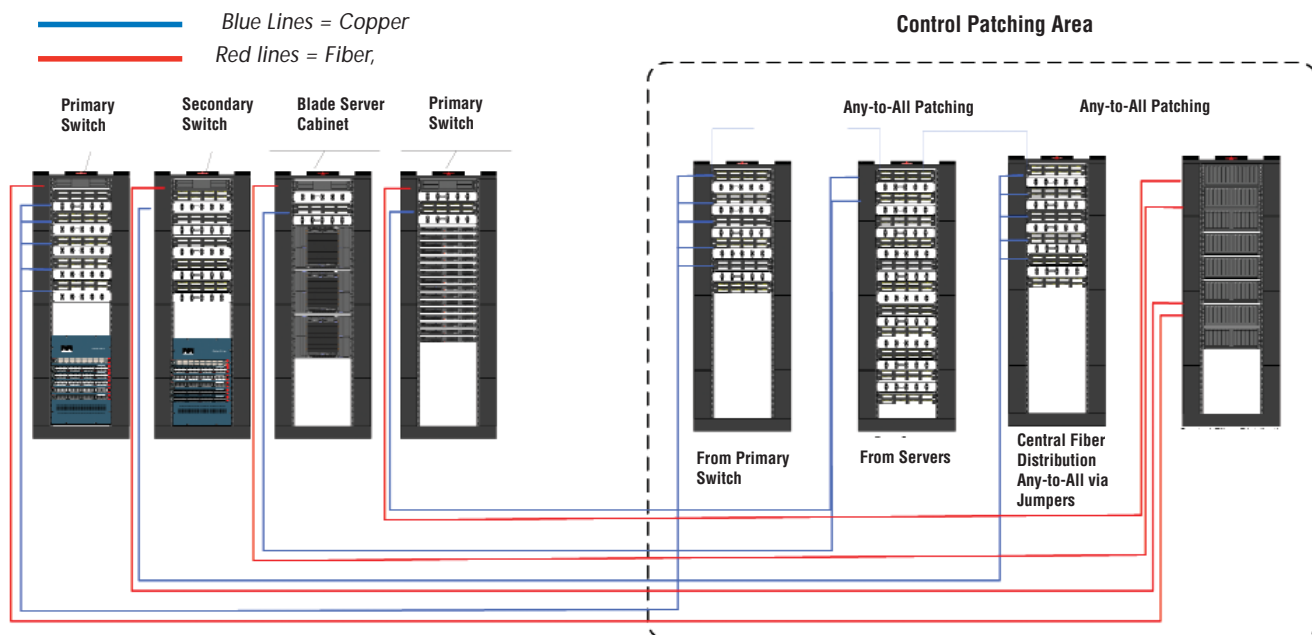 Blue Lines = Copper
Red lines = Fiber,
Control Patching Area
Primary
Switch
Secondary
Switch
Blade Server
Cabinet
Primary
Switch
Any-to-All Patching
Any-to-All Patching
From Primary
Switch
From Servers
Central Fiber
Distribution
Any-to-All via
Jumpers